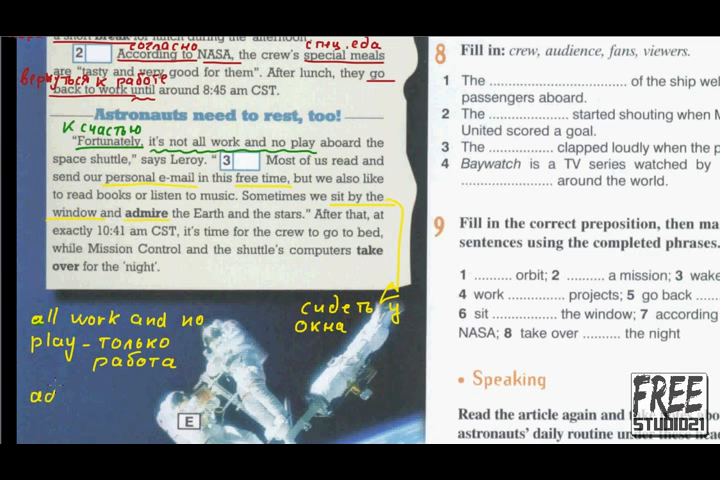 a short break for lunch during the afternoon
согласно
спец. еда
2 According to NASA, the crew's special meals
are "tasty and very good for them". After lunch, they go
вернуться к работе
back to work until around 8:45 am CST.
Astronauts need to rest, too!
к счастью
"Fortunately, it's not all work and no play aboard the
space shuttle," says Leroy. " 3 Most of us read and
send our personal e-mail in this free time, but we also like
to read books or listen to music. Sometimes we sit by the
window and admire the Earth and the stars." After that, at
exactly 10:41 am CST, it's time for the crew to go to bed,
while Mission Control and the shuttle's computers take
over for the 'night'.
сидеть у
окна
all work and no
play – только
работа
ad
E
8 Fill in: crew, audience, fans, viewers.
1 The .................... of the ship wel
passengers aboard.
2 The .................... started shouting when M
United scored a goal.
3 The .................... clapped loudly when the p
4 Baywatch is a TV series watched by
.................... around the world.
9 Fill in the correct preposition, then ma
sentences using the completed phrases.
1 .......... orbit; 2 .......... a mission; 3 wake
4 work .......... projects; 5 go back ......
6 sit .......... the window; 7 according
NASA; 8 take over .......... the night
• Speaking
Read the article again and
astronauts' daily routine under these head
FREE
STUDIO21